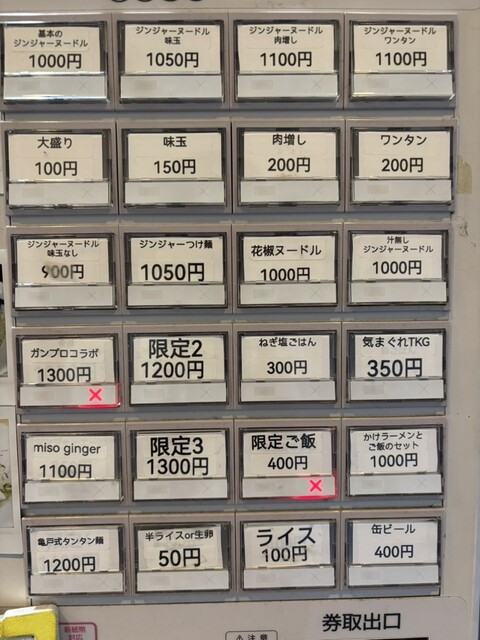 基本の
ジンジャーヌードル
1000円
ジンジャーヌードル
味玉
1050円
ジンジャーヌードル
肉増し
1100円
ジンジャーヌードル
ワンタン
1100円
大盛り
100円
味玉
150円
肉増し
200円
ワンタン
200円
ジンジャーヌードル
味玉なし
900円
ジンジャーつけ麺
1050円
花椒ヌードル
1000円
汁無し
ジンジャーヌードル
1000円
ガンプロコラボ
1300円
限定2
1200円
ねぎ塩ごはん
300円
気まぐれTKG
350円
miso ginger
1100円
限定3
1300円
限定ご飯
400円
かけラーメンと
ご飯のセット
1000円
亀戸式タンタン麺
1200円
半ライスor生卵
50円
ライス
100円
缶ビール
400円
券取出口
注意